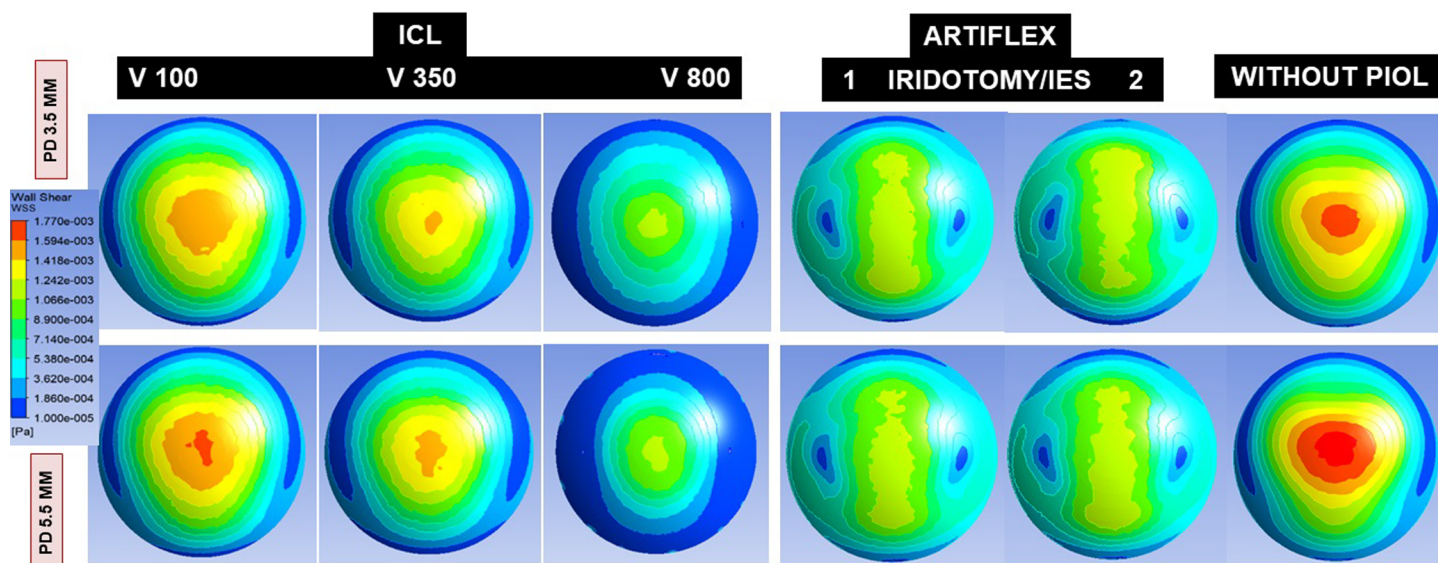 ICL
ARTIFLEX
V 100 V 350 V 800
1 IRIDOTOMY/IES 2
WITHOUT PIOL
PD 3.5 MM
Wall Shear
WSS
1.770e-003
1.594e-003
1.418e-003
1.242e-003
1.066e-003
8.900e-004
7.140e-004
5.380e-004
3.620e-004
1.860e-004
1.000e-005
[Pa]
PD 5.5 MM